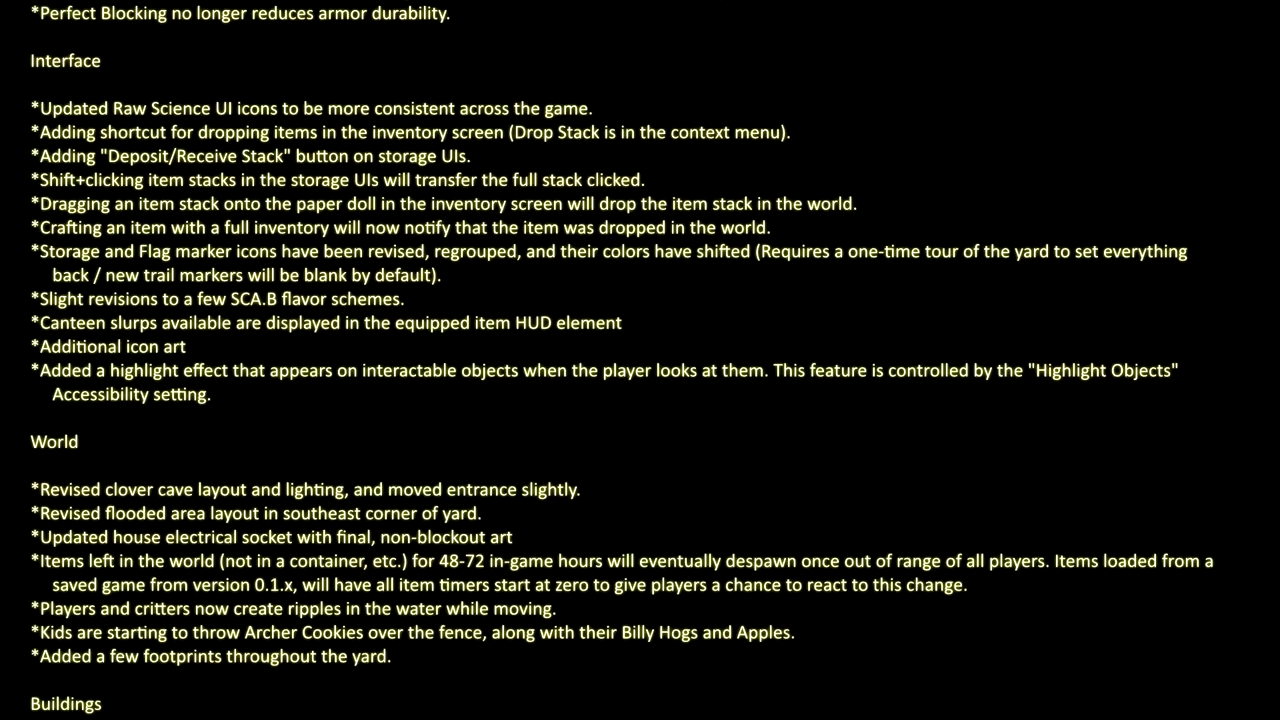 *Perfect Blocking no longer reduces armor durability.
Interface
*Updated Raw Science UI icons to be more consistent across the game.
*Adding shortcut for dropping items in the inventory screen (Drop Stack is in the context menu).
*Adding "Deposit/Receive Stack" button on storage UIs.
*Shift+clicking item stacks in the storage UIs will transfer the full stack clicked.
*Dragging an item stack onto the paper doll in the inventory screen will drop the item stack in the world.
*Crafting an item with a full inventory will now notify that the item was dropped in the world.
*Storage and Flag marker icons have been revised, regrouped, and their colors have shifted (Requires a one-time tour of the yard to set everything
back / new trail markers will be blank by default).
*Slight revisions to a few SCA.B flavor schemes.
*Canteen slurps available are displayed in the equipped item HUD element
*Additional icon art
*Added a highlight effect that appears on interactable objects when the player looks at them. This feature is controlled by the "Highlight Objects"
Accessibility setting.
World
*Revised clover cave layout and lighting, and moved entrance slightly.
*Revised flooded area layout in southeast corner of yard.
*Updated house electrical socket with final, non-blockout art
*Items left in the world (not in a container, etc.) for 48-72 in-game hours will eventually despawn once out of range of all players. Items loaded from a
saved game from version 0.1.x, will have all item timers start at zero to give players a chance to react to this change.
*Players and critters now create ripples in the water while moving.
*Kids are starting to throw Archer Cookies over the fence, along with their Billy Hogs and Apples.
*Added a few footprints throughout the yard.
Buildings